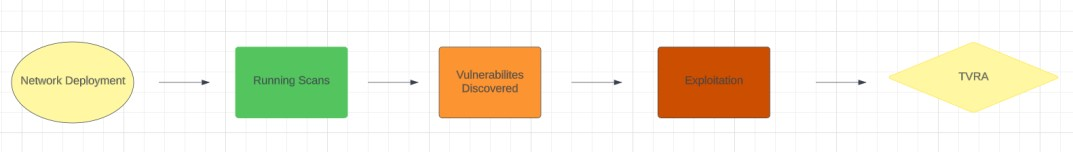 Network Deployment
Running Scans
Vulnerabilites
Discovered
Exploitation
TVRA